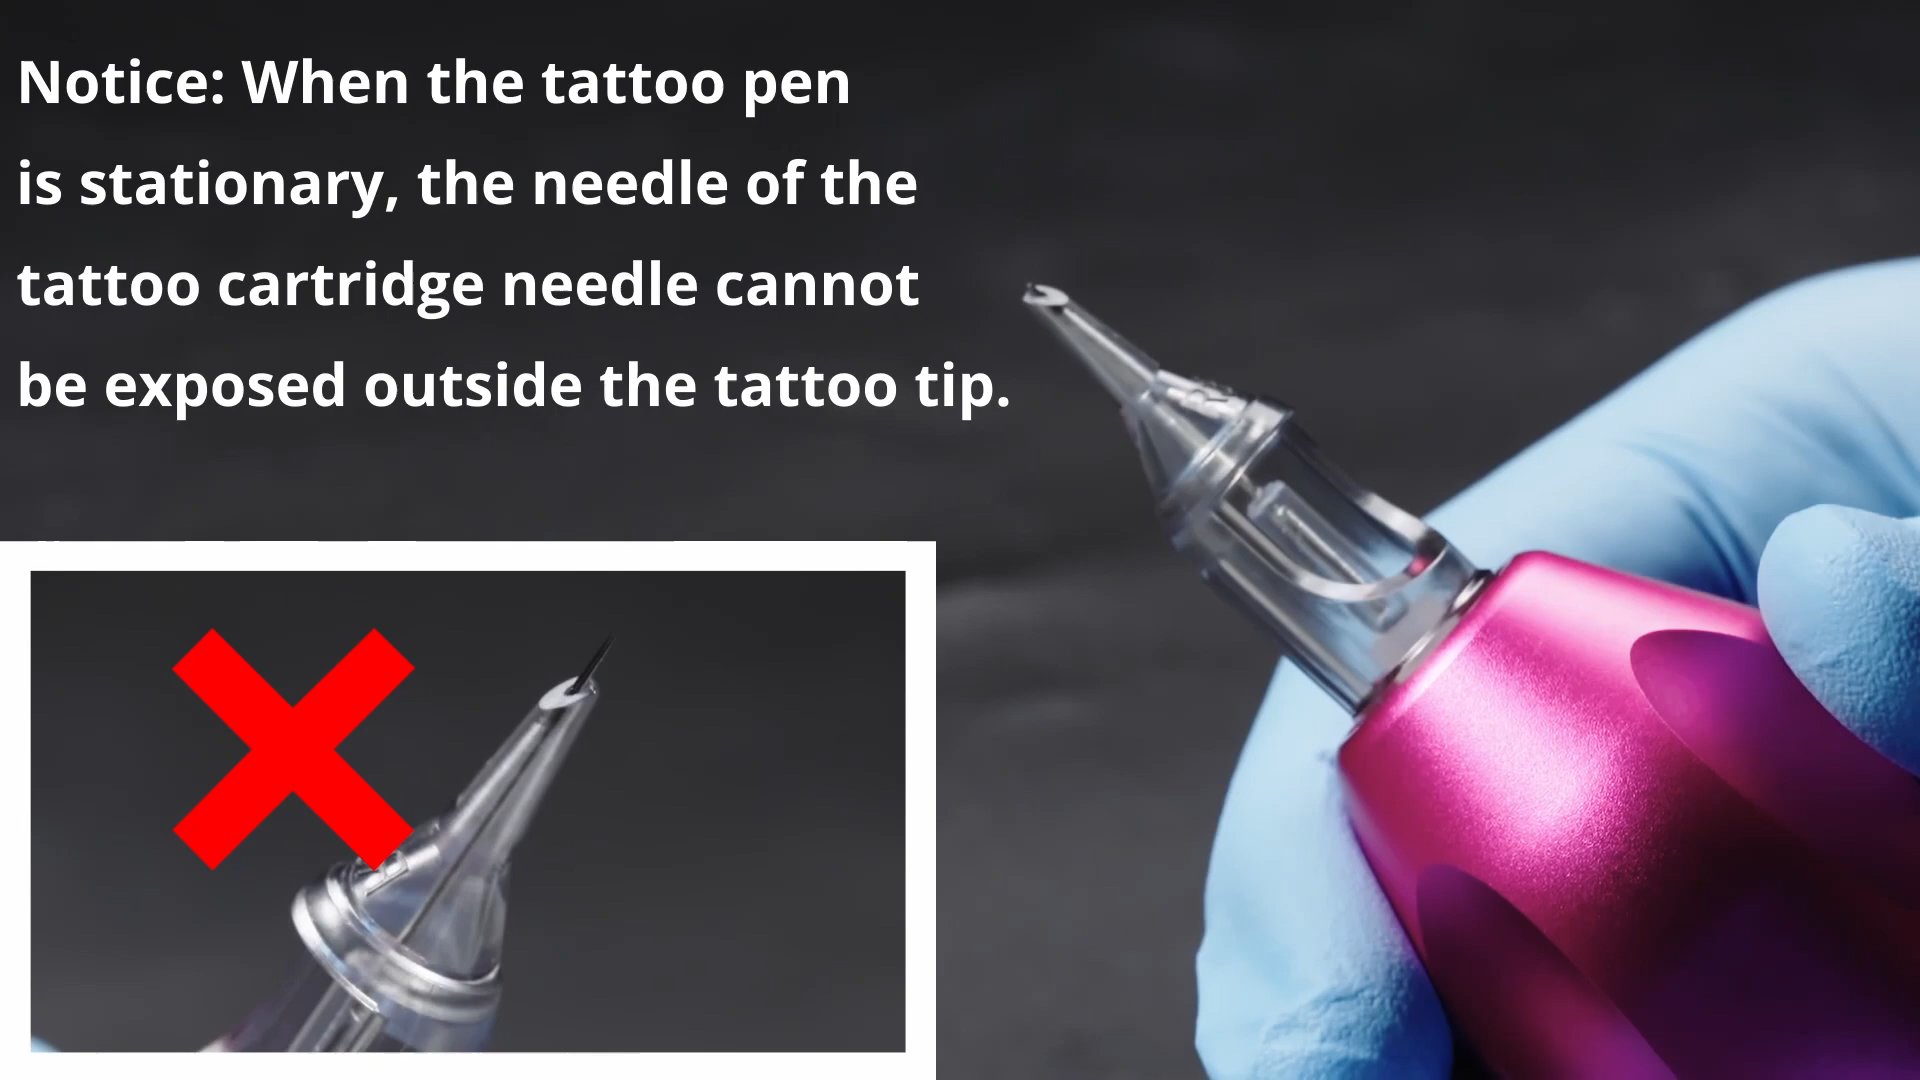 Notice: When the tattoo pen
is stationary, the needle of the
tattoo cartridge needle cannot
be exposed outside the tattoo tip.